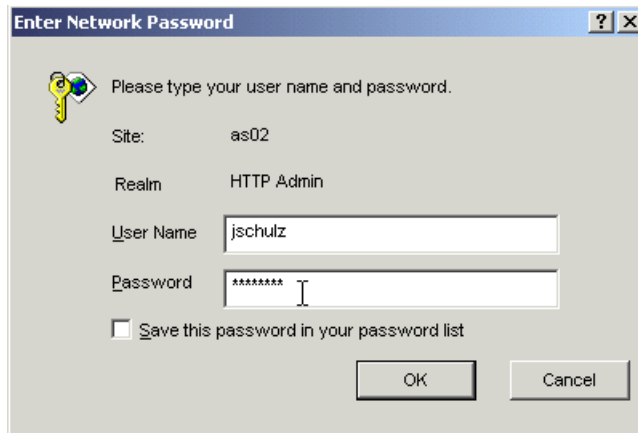 Enter Network Password
Please type your user name and password.
Site: as02
Realm HTTP Admin
User Name jschulz
Password ********
Save this password in your password list
OK Cancel